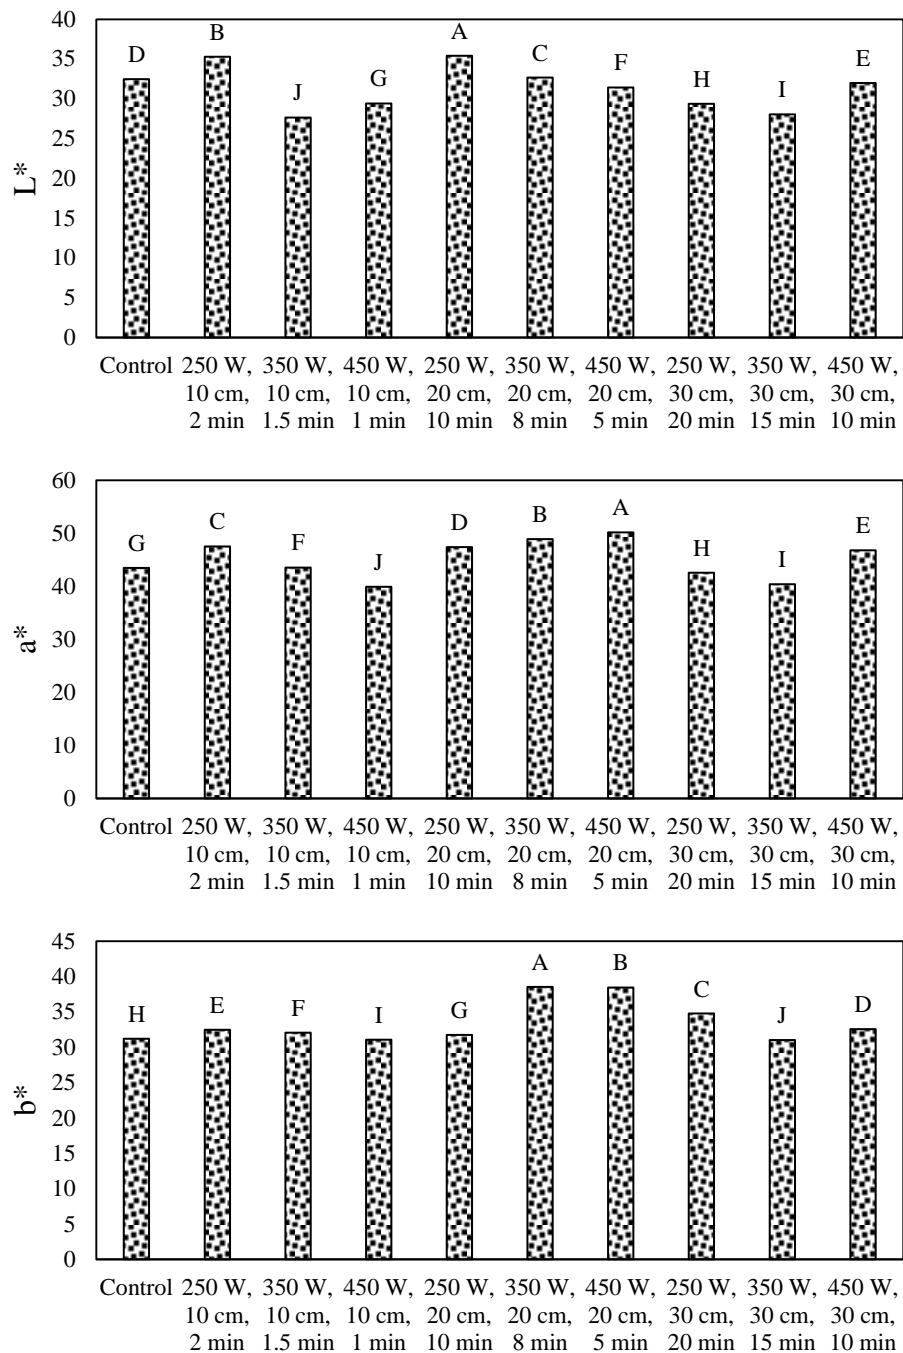 40
35
30
25
20
15
10
5
0
L*
D B J G A C F H I E
Control 250 W, 350 W, 450 W, 250 W, 350 W, 450 W, 250 W, 350 W, 450 W,
10 cm, 10 cm, 10 cm, 20 cm, 20 cm, 20 cm, 30 cm, 30 cm, 30 cm,
2 min 1.5 min 1 min 10 min 8 min 5 min 20 min 15 min 10 min
60
50
40
30
20
10
0
a*
G C F J D B A H I E
Control 250 W, 350 W, 450 W, 250 W, 350 W, 450 W, 250 W, 350 W, 450 W,
10 cm, 10 cm, 10 cm, 20 cm, 20 cm, 20 cm, 30 cm, 30 cm, 30 cm,
2 min 1.5 min 1 min 10 min 8 min 5 min 20 min 15 min 10 min
45
40
35
30
25
20
15
10
5
0
b*
H E F I G A B C J D
Control 250 W, 350 W, 450 W, 250 W, 350 W, 450 W, 250 W, 350 W, 450 W,
10 cm, 10 cm, 10 cm, 20 cm, 20 cm, 20 cm, 30 cm, 30 cm, 30 cm,
2 min 1.5 min 1 min 10 min 8 min 5 min 20 min 15 min 10 min